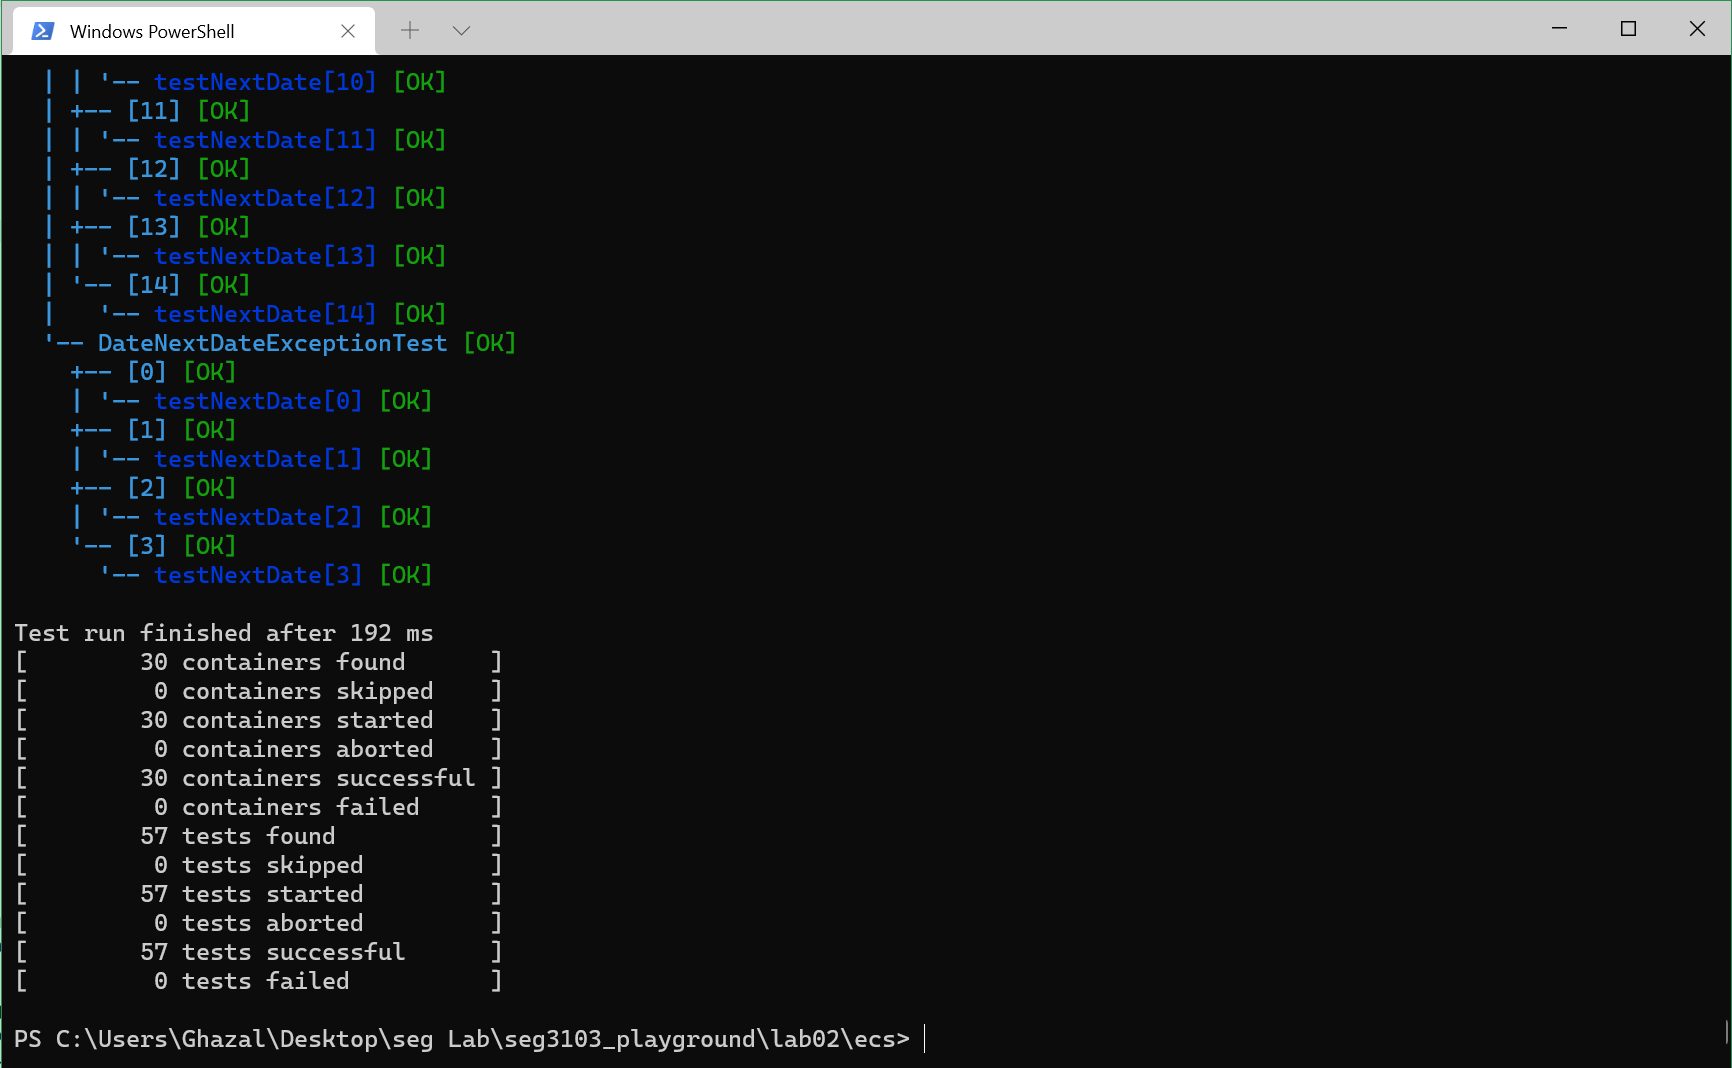 Windows PowerShell
| | '-- testNextDate[10] [OK]
| +-- [11] [OK]
| | '-- testNextDate[11] [OK]
| +-- [12] [OK]
| | '-- testNextDate[12] [OK]
| +-- [13] [OK]
| | '-- testNextDate[13] [OK]
| '-- [14] [OK]
|   '-- testNextDate[14] [OK]
'-- DateNextDateExceptionTest [OK]
  +-- [0] [OK]
  | '-- testNextDate[0] [OK]
  +-- [1] [OK]
  | '-- testNextDate[1] [OK]
  +-- [2] [OK]
  | '-- testNextDate[2] [OK]
  '-- [3] [OK]
    '-- testNextDate[3] [OK]
Test run finished after 192 ms
[        30 containers found      ]
[         0 containers skipped    ]
[        30 containers started    ]
[         0 containers aborted    ]
[        30 containers successful ]
[         0 containers failed     ]
[        57 tests found           ]
[         0 tests skipped         ]
[        57 tests started         ]
[         0 tests aborted         ]
[        57 tests successful      ]
[         0 tests failed          ]
PS C:\Users\Ghazal\Desktop\seg Lab\seg3103_playground\lab02\ecs>